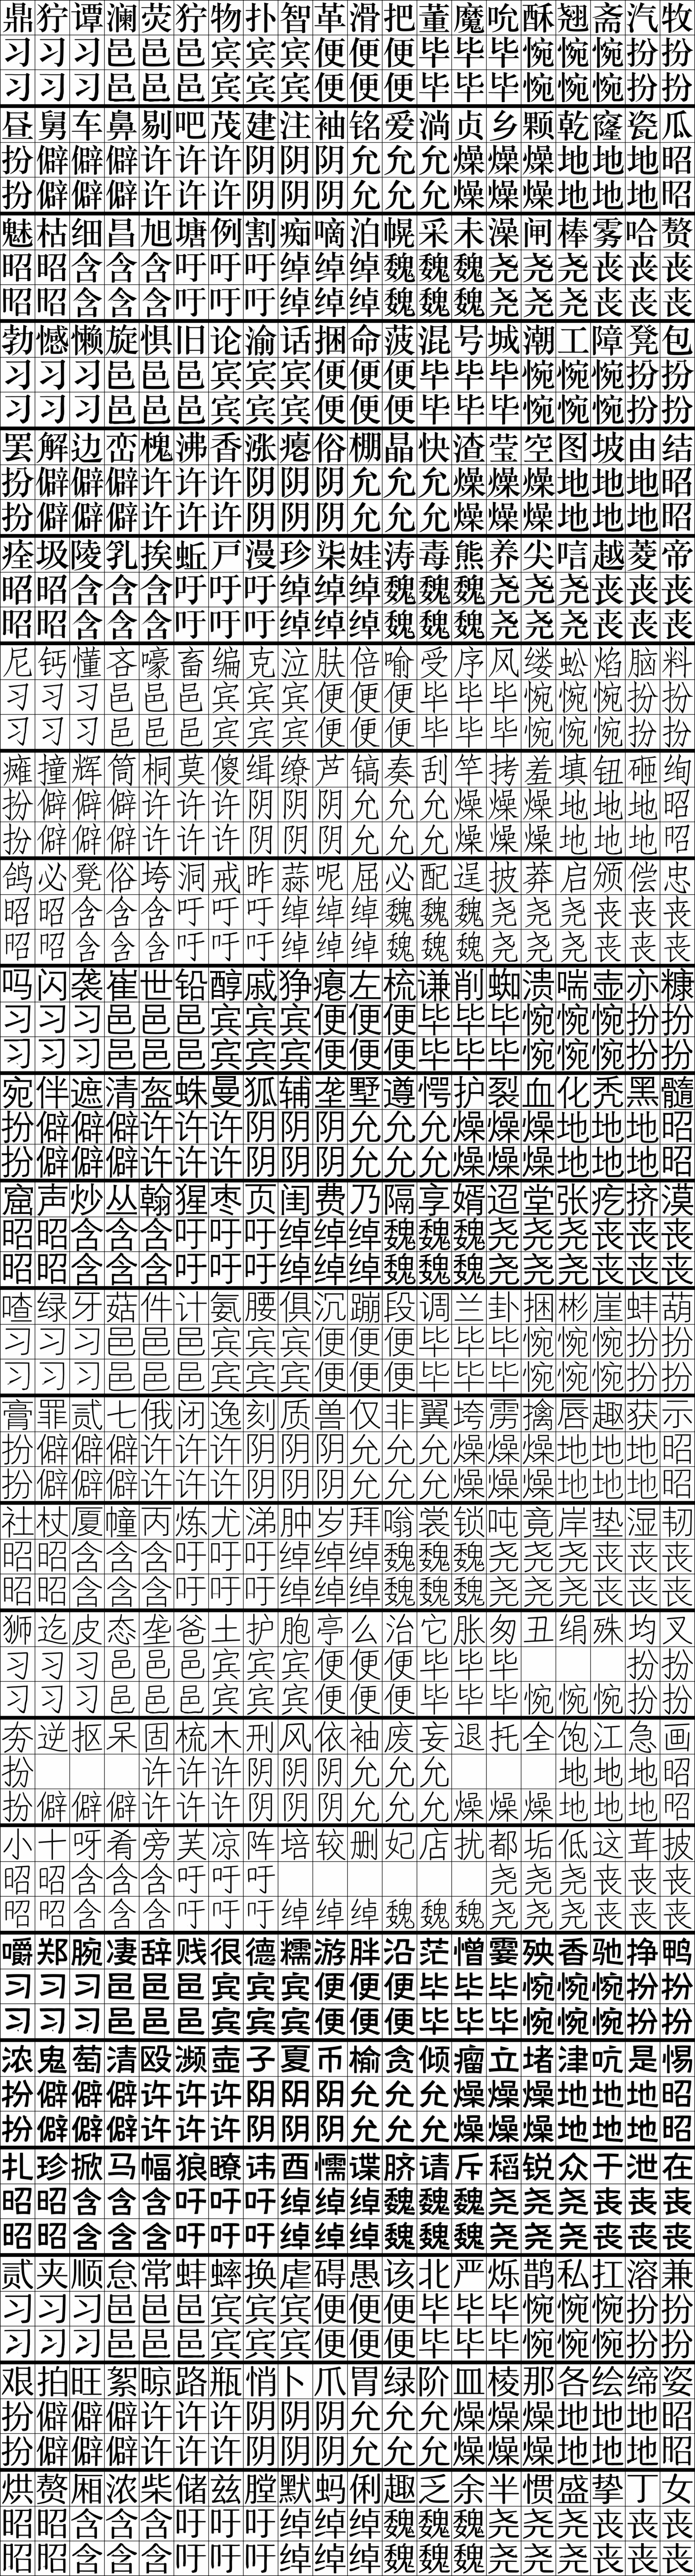 鼎狞谭澜荧狞物扑智革滑把董魔吮酥翘斋汽牧
习习习邑邑邑宾宾宾便便便毕毕毕惋惋惋扮扮
习习习邑邑邑宾宾宾便便便毕毕毕惋惋惋扮扮
昼舅车鼻剔吧茂建注袖铭爱淌贞乡颗乾窿瓷瓜
扮僻僻僻许许许阴阴阴允允允燥燥燥地地地昭
扮僻僻僻许许许阴阴阴允允允燥燥燥地地地昭
魅枯细昌旭塘例割痴嘀泊幌采未澡闸棒雾哈赘
昭昭含含含吁吁吁绰绰绰魏魏魏尧尧尧丧丧丧
昭昭含含含吁吁吁绰绰绰魏魏魏尧尧尧丧丧丧
勃憾懒旋惧旧论渝话捆命菠混号城潮工障凳包
习习习邑邑邑宾宾宾便便便毕毕毕惋惋惋扮扮
习习习邑邑邑宾宾宾便便便毕毕毕惋惋惋扮扮
罢解边峦槐沸香涨瘪俗棚晶快渣莹空图坡由结
扮僻僻僻许许许阴阴阴允允允燥燥燥地地地昭
扮僻僻僻许许许阴阴阴允允允燥燥燥地地地昭
痊圾陵乳挨蚯戸漫珍柒娃涛毒熊养尖唁越菱帝
昭昭含含含吁吁吁绰绰绰魏魏魏尧尧尧丧丧丧
昭昭含含含吁吁吁绰绰绰魏魏魏尧尧尧丧丧丧
尼钙懂吝嚎畜编克泣肤倍喻受序风缕蚣焰脑料
习习习邑邑邑宾宾宾便便便毕毕毕惋惋惋扮扮
习习习邑邑邑宾宾宾便便便毕毕毕惋惋惋扮扮
瘫撞辉筒桐莫傻缉缭芦镐奏刮竿拷羞填钮砸绚
扮僻僻僻许许许阴阴阴允允允燥燥燥地地地昭
扮僻僻僻许许许阴阴阴允允允燥燥燥地地地昭
鸽必凳俗垮洞戒昨蒜呢屈必配逞披莽启颁偿忠
昭昭含含含吁吁吁绰绰绰魏魏魏尧尧尧丧丧丧
昭昭含含含吁吁吁绰绰绰魏魏魏尧尧尧丧丧丧
吗闪袭崔世铅醇戚狰瘪左梳谦削蜘溃喘壶亦糠
习习习邑邑邑宾宾宾便便便毕毕毕惋惋惋扮扮
习习习邑邑邑宾宾宾便便便毕毕毕惋惋惋扮扮
宛伴遮清盔蛛曼狐辅垄墅遵愕护裂血化秃黑髓
扮僻僻僻许许许阴阴阴允允允燥燥燥地地地昭
扮僻僻僻许许许阴阴阴允允允燥燥燥地地地昭
窟声炒丛翰猩枣页闺费乃隔享婿迢堂张疙挤漠
昭昭含含含吁吁吁绰绰绰魏魏魏尧尧尧丧丧丧
昭昭含含含吁吁吁绰绰绰魏魏魏尧尧尧丧丧丧
喳绿牙菇件计氨腰俱沉蹦段调兰卦捆彬崖蚌葫
习习习邑邑邑宾宾宾便便便毕毕毕惋惋惋扮扮
习习习邑邑邑宾宾宾便便便毕毕毕惋惋惋扮扮
膏罪贰七俄闭逸刻质兽仅非翼垮雳擒唇趣获示
扮僻僻僻许许许阴阴阴允允允燥燥燥地地地昭
扮僻僻僻许许许阴阴阴允允允燥燥燥地地地昭
社杖厦幢丙炼尤涕肿岁拜嗡裳锁吨竟岸垫湿韧
昭昭含含含吁吁吁绰绰绰魏魏魏尧尧尧丧丧丧
昭昭含含含吁吁吁绰绰绰魏魏魏尧尧尧丧丧丧
狮迄皮态垄爸土护胞亭么治它胀匆丑绢殊均叉
习习习邑邑邑宾宾宾便便便毕毕毕扮扮
习习习邑邑邑宾宾宾便便便毕毕毕惋惋惋扮扮
夯逆抠呆固梳木刑风依袖废妄退托全饱江急画
扮许许许阴阴阴允允允地地地昭
扮僻僻僻许许许阴阴阴允允允燥燥燥地地地昭
小十呀肴旁芙凉阵培较删妃店扰都垢低这茸披
昭昭含含含吁吁吁尧尧尧丧丧丧
昭昭含含含吁吁吁绰绰绰魏魏魏尧尧尧丧丧丧
嚼郑腕凄辞贱很德糯游胖沿茫憎霎殃香驰挣鸭
习习习邑邑邑宾宾宾便便便毕毕毕惋惋惋扮扮
习习习邑邑邑宾宾宾便便便毕毕毕惋惋惋扮扮
浓鬼萄清殴濒壶子夏币榆贪倾瘤立堵津吭是惕
扮僻僻僻许许许阴阴阴允允允燥燥燥地地地昭
扮僻僻僻许许许阴阴阴允允允燥燥燥地地地昭
扎珍掀马幅狼瞭讳酉懦谍脐请斥稻锐众于泄在
昭昭含含含吁吁吁绰绰绰魏魏魏尧尧尧丧丧丧
昭昭含含含吁吁吁绰绰绰魏魏魏尧尧尧丧丧丧
贰夹顺怠常蚌蟀换虐碍愚该北严烁鹊私扛溶兼
习习习邑邑邑宾宾宾便便便毕毕毕惋惋惋扮扮
习习习邑邑邑宾宾宾便便便毕毕毕惋惋惋扮扮
艰拍旺絮晾路瓶悄卜爪胃绿阶皿棱那各绘缔姿
扮僻僻僻许许许阴阴阴允允允燥燥燥地地地昭
扮僻僻僻许许许阴阴阴允允允燥燥燥地地地昭
烘赘厢浓柴储兹膛默蚂俐趣乏余半惯盛挚丁女
昭昭含含含吁吁吁绰绰绰魏魏魏尧尧尧丧丧丧
昭昭含含含吁吁吁绰绰绰魏魏魏尧尧尧丧丧丧